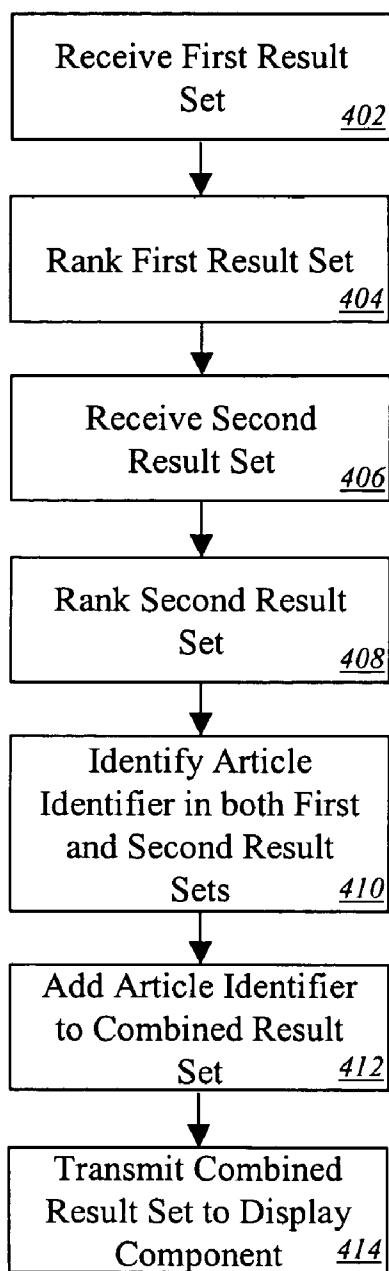 Receive First Result
Set
402
Rank First Result Set
404
Receive Second
Result Set
406
Rank Second Result
Set
408
Identify Article
Identifier in both First
and Second Result
Sets
410
Add Article Identifier
to Combined Result
Set
412
Transmit Combined
Result Set to Display
Component
414